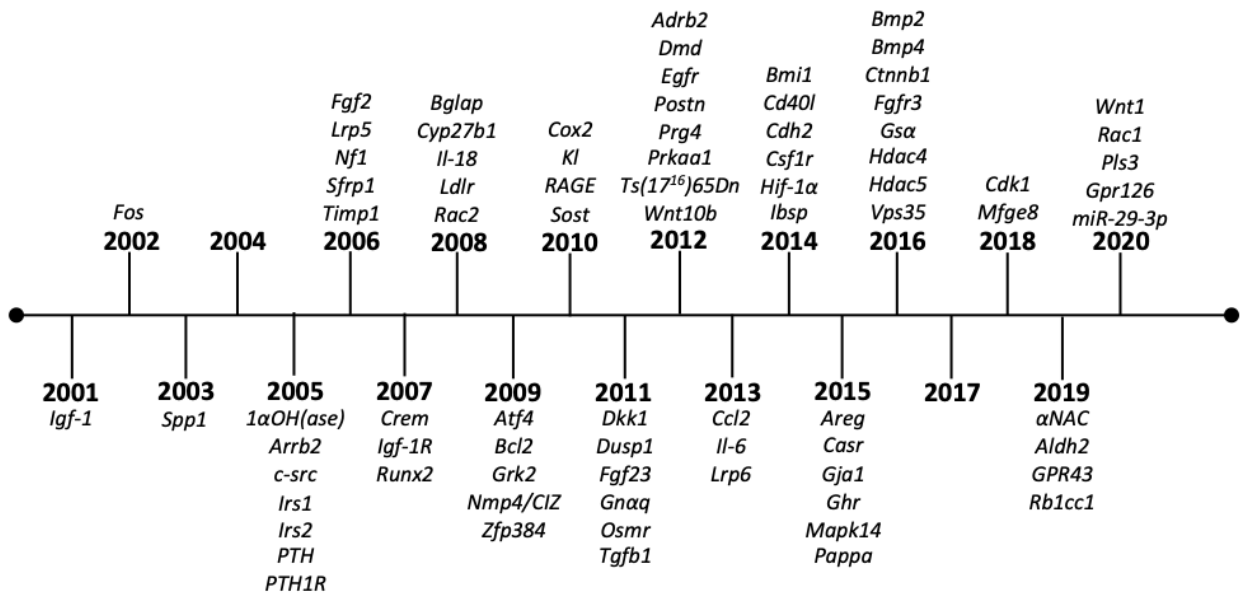 Fos
2002
2004
Fgf2
Lrp5
Nf1
Sfrp1
Timp1
2006
Bglap
Cyp27b1
Il-18
Ldlr
Rac2
2008
Cox2
Kl
RAGE
Sost
2010
Adrb2
Dmd
Egfr
Postn
Prg4
Prkaa1
Ts(17¹⁶)65Dn
Wnt10b
2012
Bmi1
Cd40l
Cdh2
Csf1r
Hif-1α
Ibsp
2014
Bmp2
Bmp4
Ctnnb1
Fgfr3
Gsα
Hdac4
Hdac5
Vps35
2016
Cdk1
Mfge8
2018
Wnt1
Rac1
Pls3
Gpr126
miR-29-3p
2020
2001
Igf-1
2003
Spp1
2005
1αOH(ase)
Arrb2
c-src
Irs1
Irs2
PTH
PTH1R
2007
Crem
Igf-1R
Runx2
2009
Atf4
Bcl2
Grk2
Nmp4/CIZ
Zfp384
2011
Dkk1
Dusp1
Fgf23
Gnαq
Osmr
Tgfb1
2013
Ccl2
Il-6
Lrp6
2015
Areg
Casr
Gja1
Ghr
Mapk14
Pappa
2017
2019
αNAC
Aldh2
GPR43
Rb1cc1